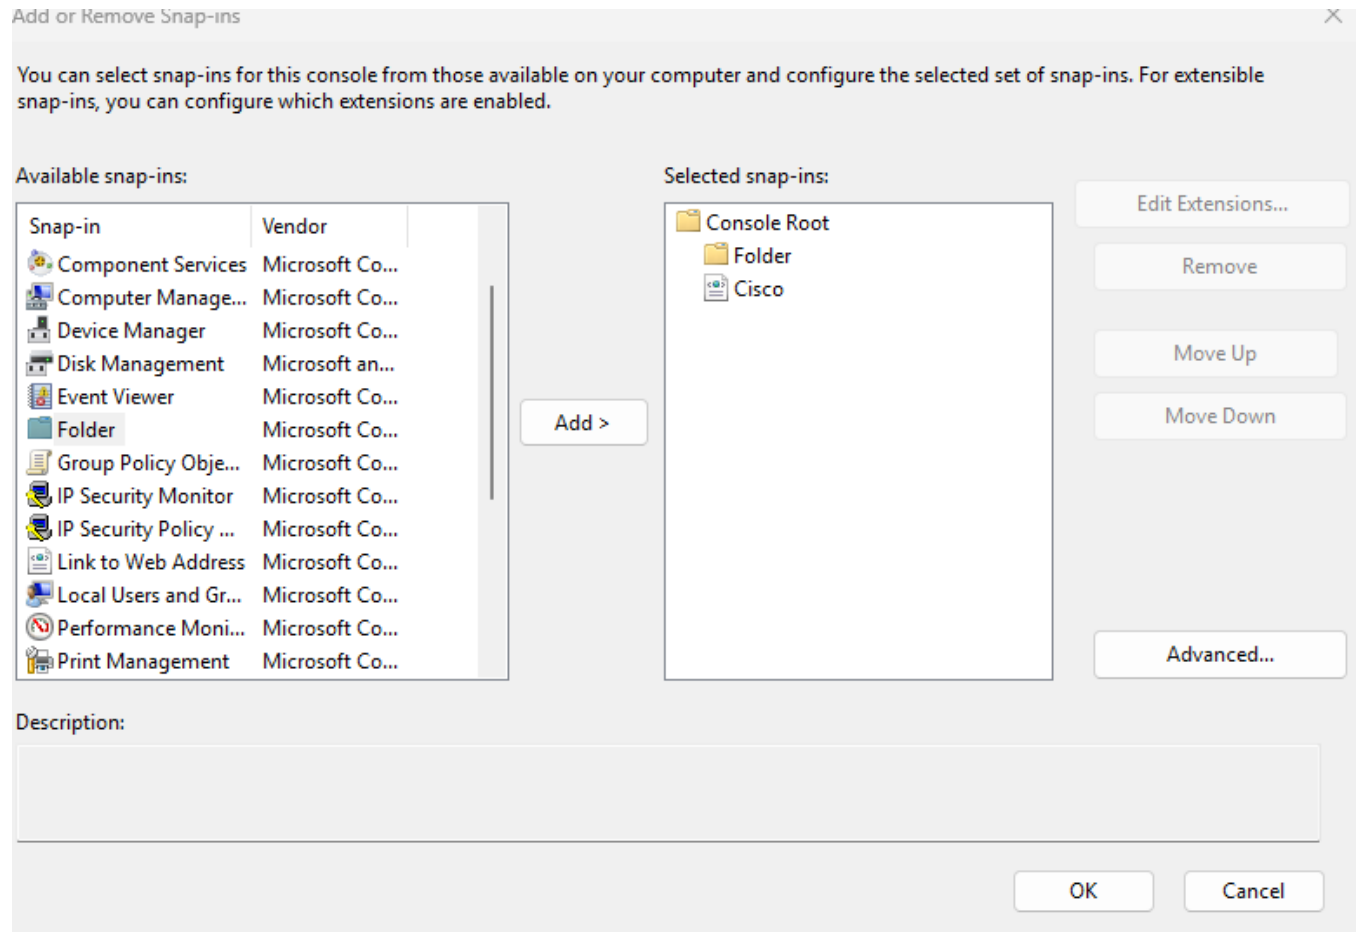 Add or Remove Snap-ins
You can select snap-ins for this console from those available on your computer and configure the selected set of snap-ins. For extensible
snap-ins, you can configure which extensions are enabled.
Available snap-ins:
Snap-in Vendor
Component Services Microsoft Co...
Computer Manage... Microsoft Co...
Device Manager Microsoft Co...
Disk Management Microsoft an...
Event Viewer Microsoft Co...
Folder Microsoft Co...
Group Policy Obje... Microsoft Co...
IP Security Monitor Microsoft Co...
IP Security Policy ... Microsoft Co...
Link to Web Address Microsoft Co...
Local Users and Gr... Microsoft Co...
Performance Moni... Microsoft Co...
Print Management Microsoft Co...
Add >
Selected snap-ins:
Console Root
Folder
Cisco
Edit Extensions...
Remove
Move Up
Move Down
Advanced...
Description:
OK
Cancel